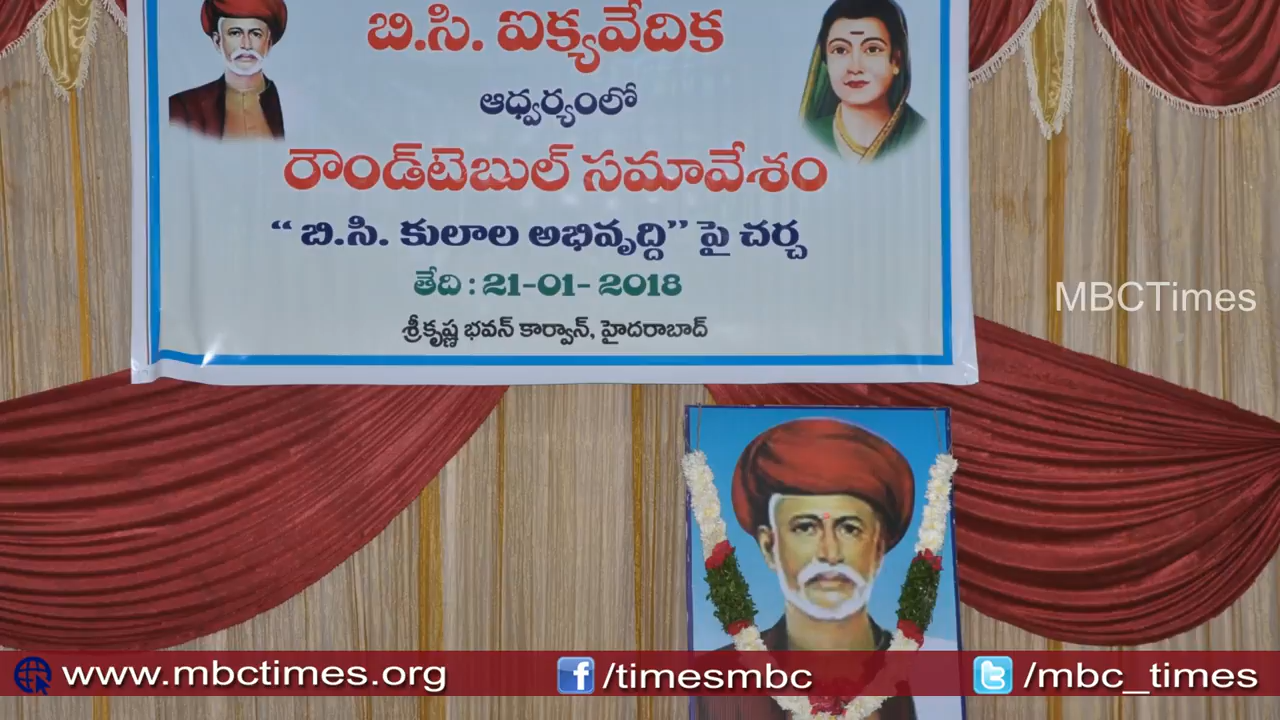 బి.సి. ఐక్యవేదిక
ఆధ్వర్యంలో
రౌండ్‌టెబుల్ సమావేశం
“ బి.సి. కులాల అభివృద్ది” పై చర్చ
తేది : 21-01- 2018
శ్రీకృష్ణ భవన్ కార్వాన్, హైదరాబాద్
MBCTimes
www.mbctimes.org
/timesmbc
/mbc_times